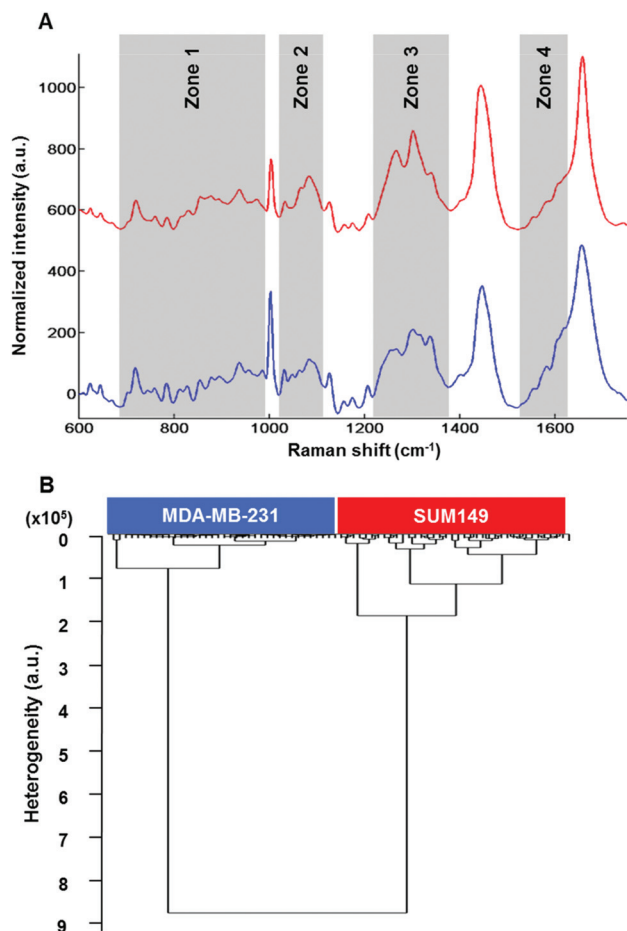 A
Zone 1
Zone 2
Zone 3
Zone 4
Normalized intensity (a.u.)
1000
800
600
400
200
0
600
800
1000
1200
1400
1600
Raman shift (cm⁻¹)
B
(x10⁵)
MDA-MB-231
SUM149
Heterogeneity (a.u.)
0
1
2
3
4
5
6
7
8
9